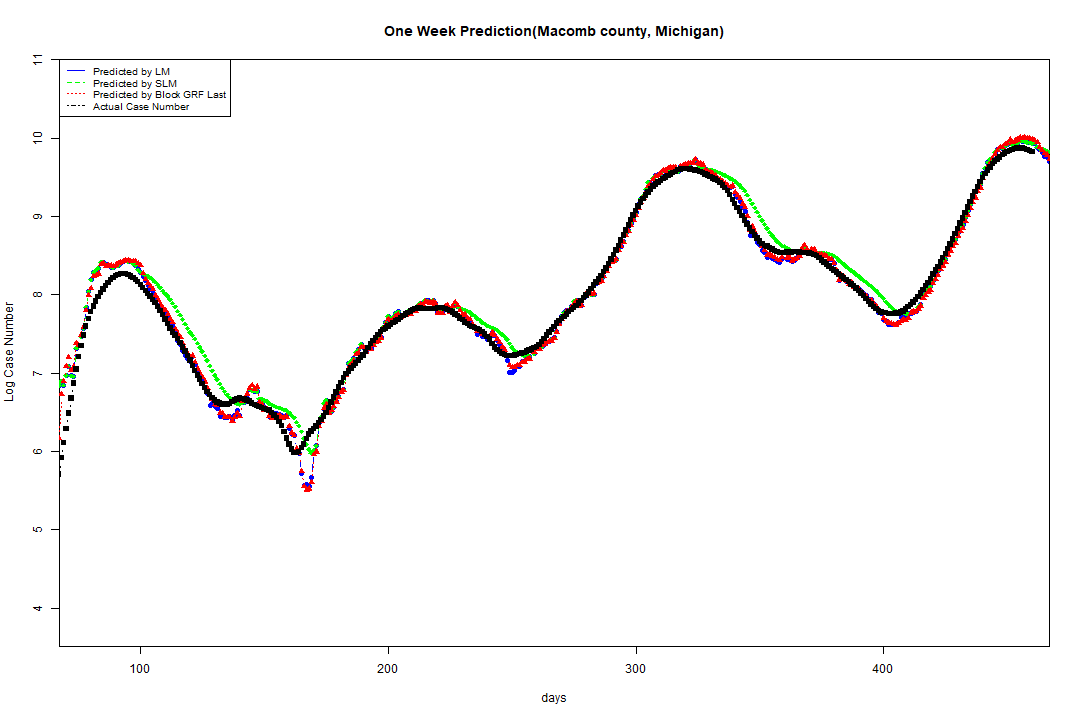 One Week Prediction(Macomb county, Michigan)
Predicted by LM
Predicted by SLM
Predicted by Block GRF Last
Actual Case Number
11
10
9
8
7
6
5
4
Log Case Number
100 200 300 400
days